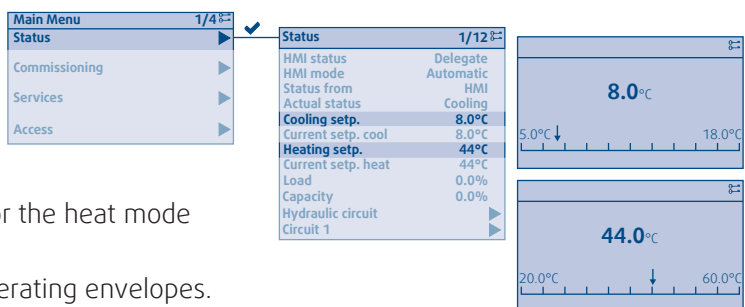 Main Menu 1/4
Status
Commissioning
Services
Access
Status 1/12
HMI status Delegate
HMI mode Automatic
Status from HMI
Actual status Cooling
Cooling setp. 8.0°C
Current setp. cool 8.0°C
Heating setp. 44°C
Current setp. heat 44°C
Load 0.0%
Capacity 0.0%
Hydraulic circuit
Circuit 1
8.0°C
5.0°C 18.0°C
44.0°C
20.0°C 60.0°C
or the heat mode
erating envelopes.